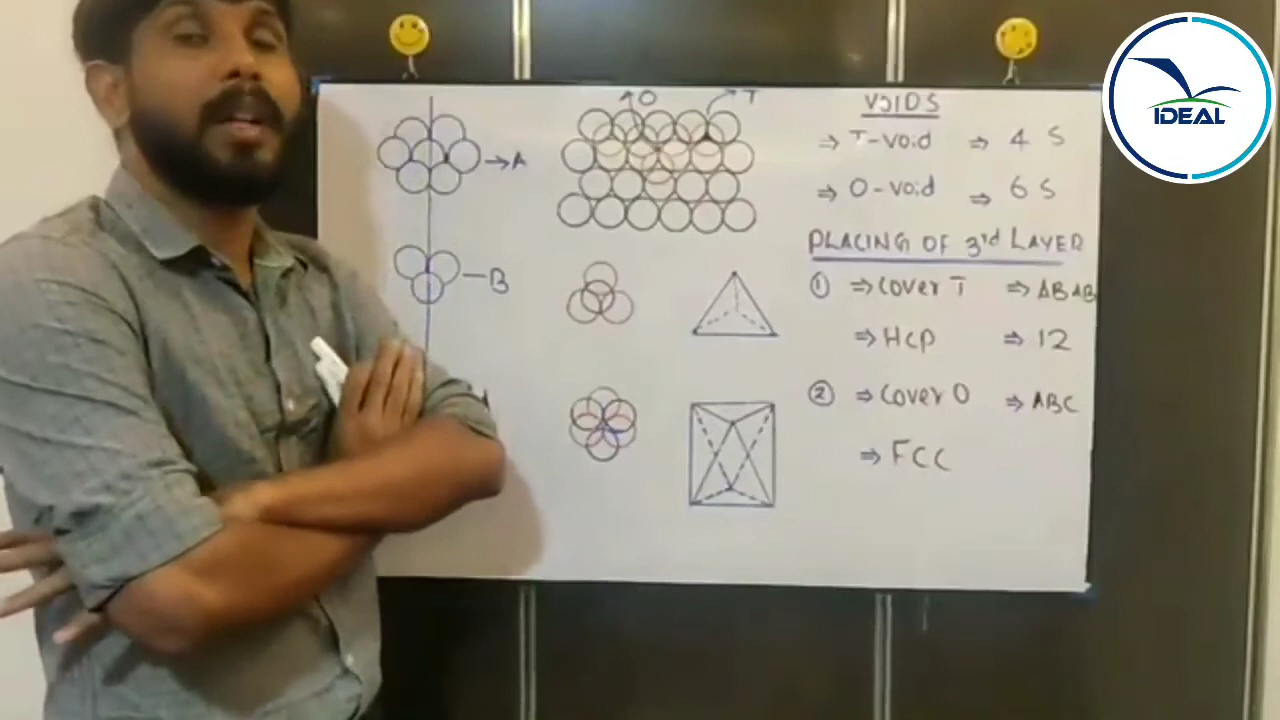 IDEAL
O T
→A
B
VOIDS
⇒ T-void ⇒ 4 S
⇒ O-void ⇒ 6 S
PLACING OF 3rd LAYER
① ⇒ Cover T ⇒ ABAB
⇒ Hcp ⇒ 12
② ⇒ Cover O ⇒ ABC
⇒ FCC